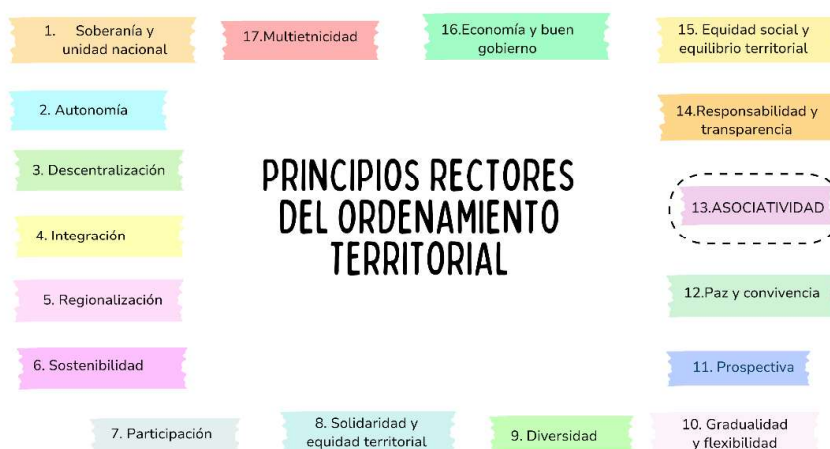 1. Soberanía y
unidad nacional
17.Multietnicidad
16.Economía y buen
gobierno
15. Equidad social y
equilibrio territorial
2. Autonomía
14.Responsabilidad y
transparencia
3. Descentralización
PRINCIPIOS RECTORES
DEL ORDENAMIENTO
TERRITORIAL
13.ASOCIATIVIDAD
4. Integración
5. Regionalización
12.Paz y convivencia
6. Sostenibilidad
11. Prospectiva
7. Participación
8. Solidaridad y
equidad territorial
9. Diversidad
10. Gradualidad
y flexibilidad